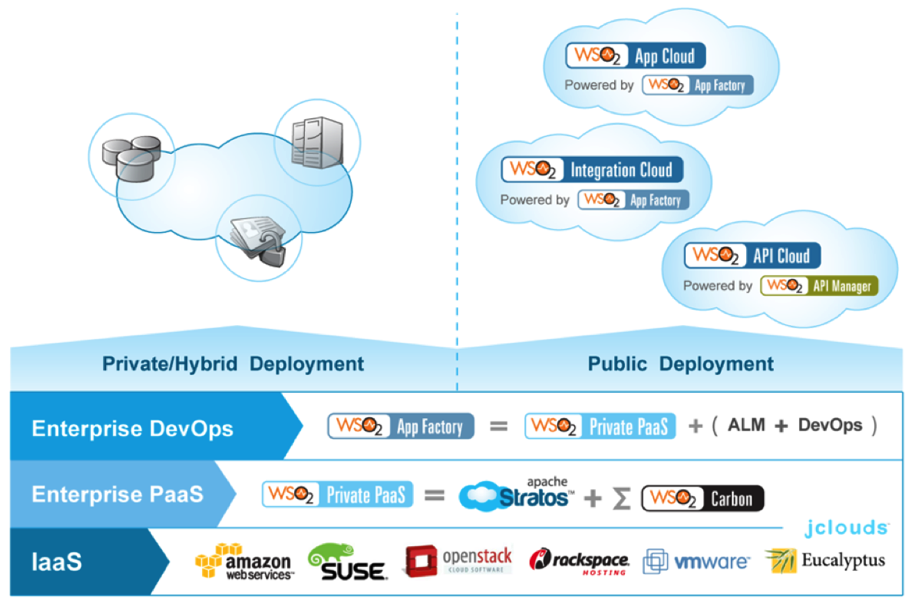 WSO2 App Cloud
Powered by WSO2 App Factory
WSO2 Integration Cloud
Powered by WSO2 App Factory
WSO2 API Cloud
Powered by WSO2 API Manager
Private/Hybrid Deployment
Public Deployment
Enterprise DevOps
WSO2 App Factory = WSO2 Private PaaS + ( ALM + DevOps )
Enterprise PaaS
WSO2 Private PaaS = apache Stratos™ + Σ WSO2 Carbon
jclouds
IaaS
amazon webservices™
SUSE
openstack CLOUD SOFTWARE
rackspace HOSTING
vmware
Eucalyptus